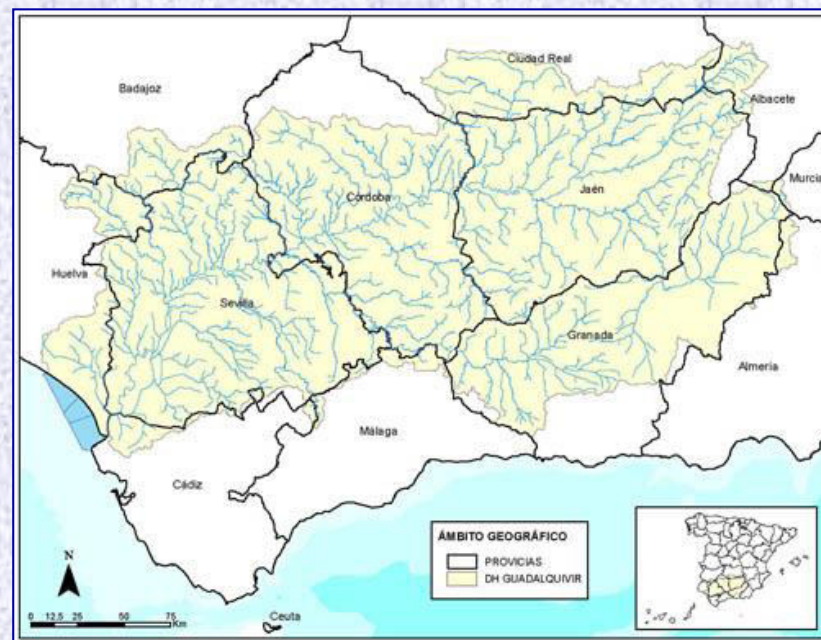 Ciudad Real
Badajoz
Albacete
Murcia
Córdoba
Jaén
Huelva
Sevilla
Granada
Almería
Málaga
Cádiz
ÁMBITO GEOGRÁFICO
PROVICIAS
DH GUADALQUIVIR
N
0 12,5 25 50 75
Km
Ceuta